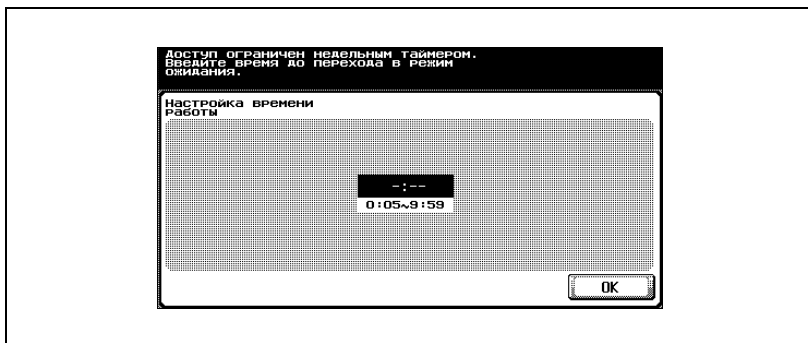 Доступ ограничен недельным таймером.
Введите время до перехода в режим
ожидания.
Настройка времени
работы
-:--
0:05~9:59
OK